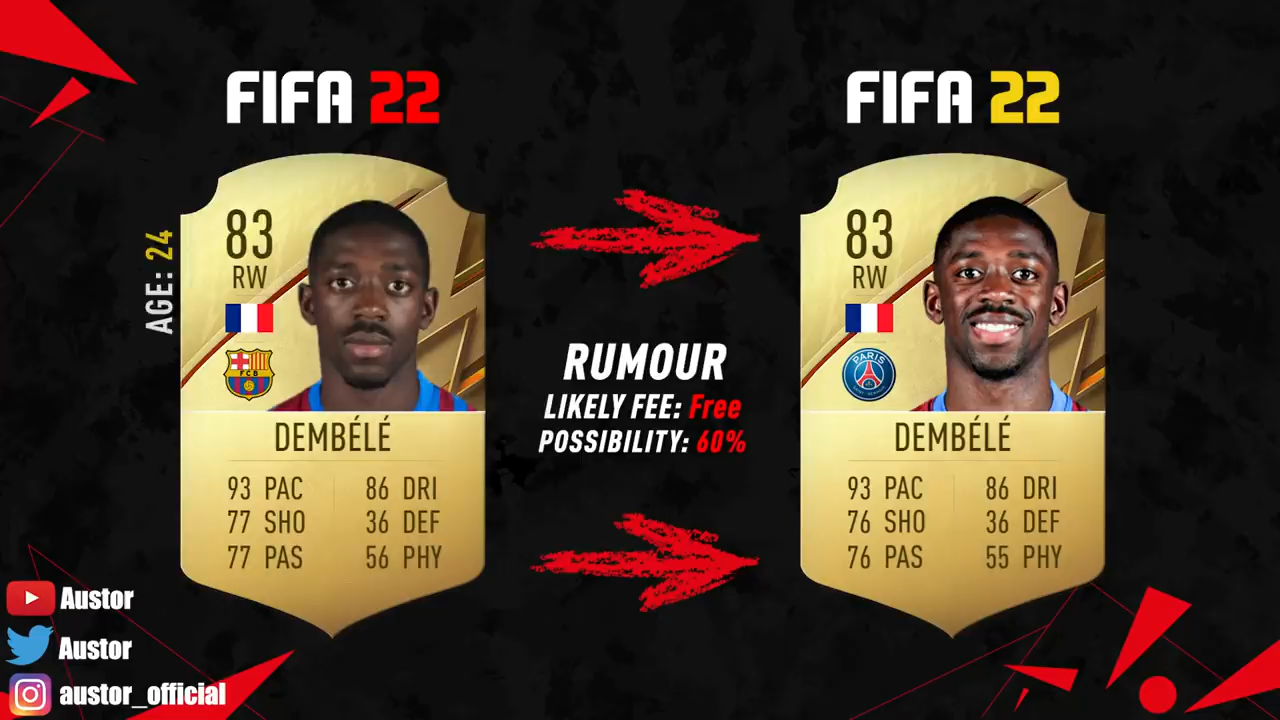 FIFA 22
FIFA 22
AGE: 24
83
RW
FCB
DEMBÉLÉ
93 PAC 86 DRI
77 SHO 36 DEF
77 PAS 56 PHY
RUMOUR
LIKELY FEE: Free
POSSIBILITY: 60%
83
RW
PARIS
DEMBÉLÉ
93 PAC 86 DRI
76 SHO 36 DEF
76 PAS 55 PHY
Austor
Austor
austor_official